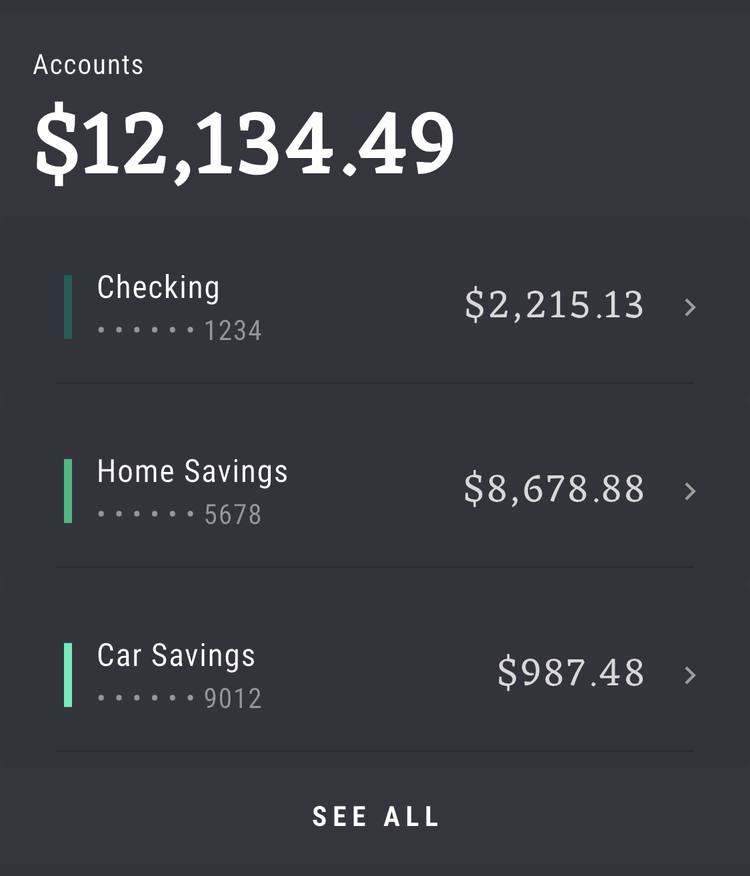 Accounts
$12,134.49
Checking
• • • • • • 1234
$2,215.13
Home Savings
• • • • • • 5678
$8,678.88
Car Savings
• • • • • • 9012
$987.48
SEE ALL